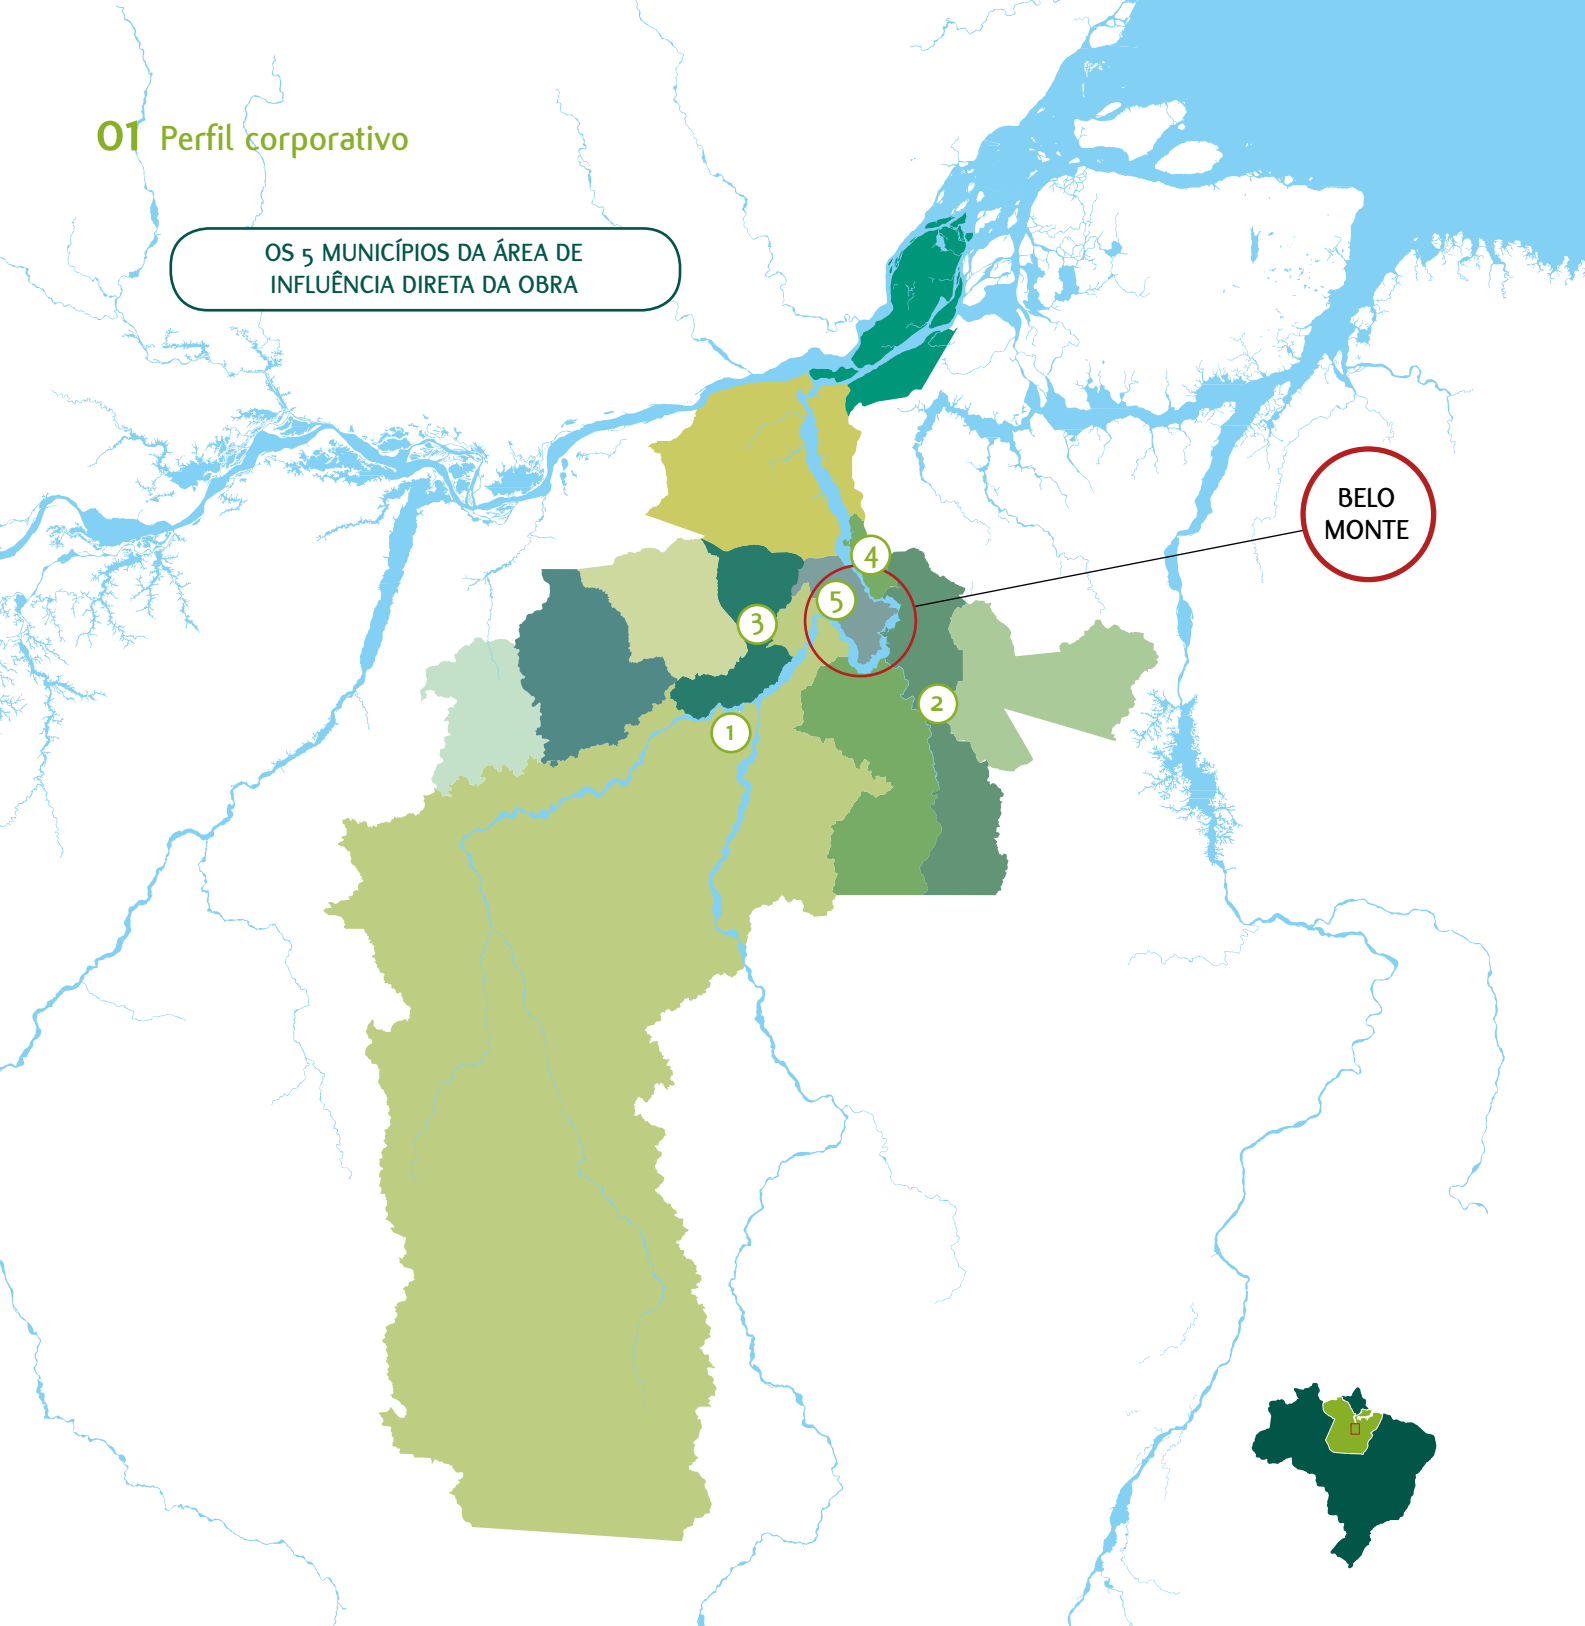 01 Perfil corporativo
OS 5 MUNICÍPIOS DA ÁREA DE
INFLUÊNCIA DIRETA DA OBRA
BELO
MONTE
4
5
3
2
1